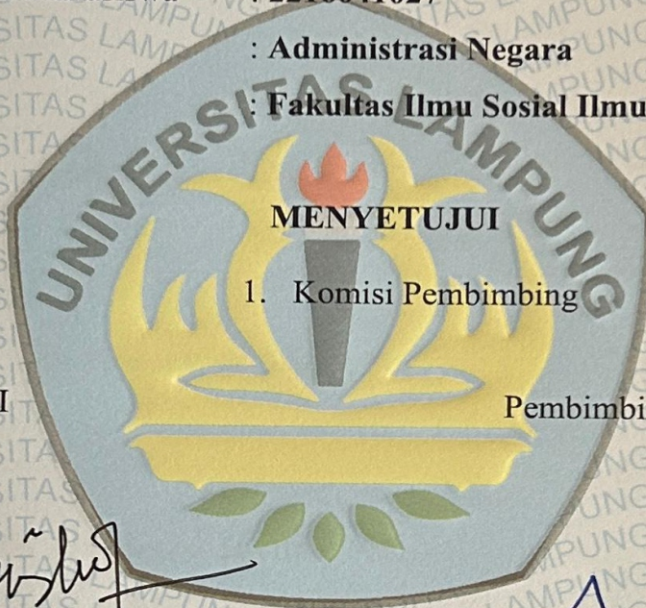 : Administrasi Negara
: Fakultas Ilmu Sosial Ilmu
UNIVERSITAS LAMPUNG
MENYETUJUI
1. Komisi Pembimbing
I Pembimbi